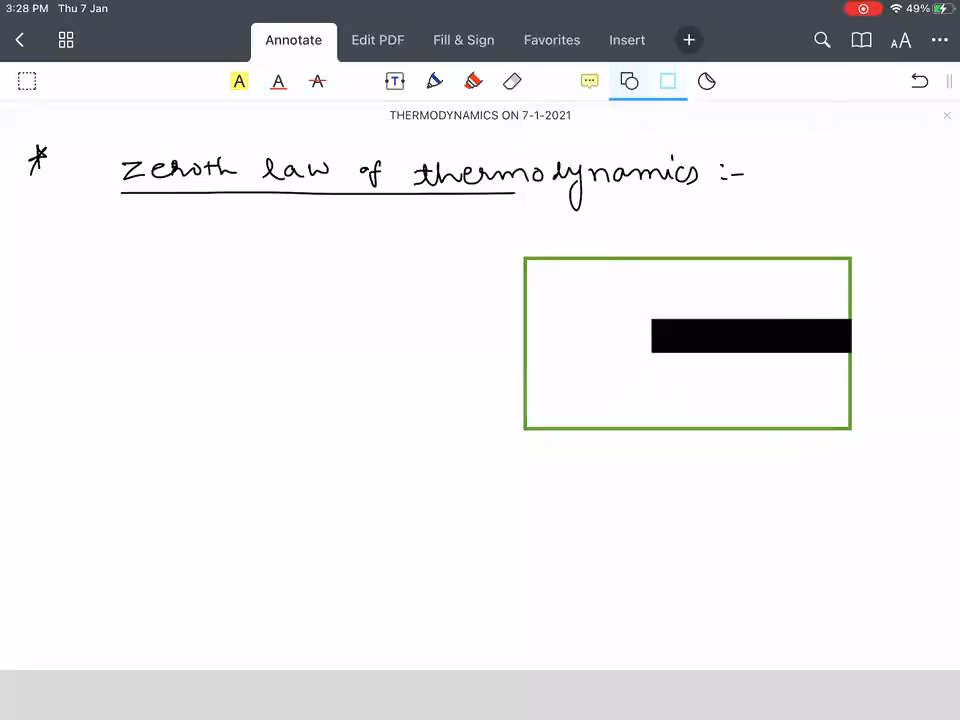 3:28 PM Thu 7 Jan 49%
Annotate Edit PDF Fill & Sign Favorites Insert
A A A T AA
THERMODYNAMICS ON 7-1-2021
* zeroth law of thermodynamics :-